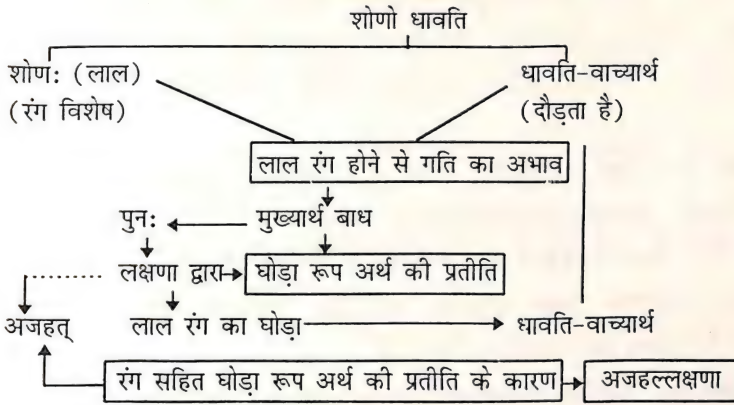 शोणो धावति
शोण: (लाल) धावति-वाच्यार्थ
(रंग विशेष) (दौड़ता है)
लाल रंग होने से गति का अभाव
पुन: मुख्यार्थ बाध
लक्षणा द्वारा घोड़ा रूप अर्थ की प्रतीति
अजहत् लाल रंग का घोड़ा धावति-वाच्यार्थ
रंग सहित घोड़ा रूप अर्थ की प्रतीति के कारण अजहल्लक्षणा